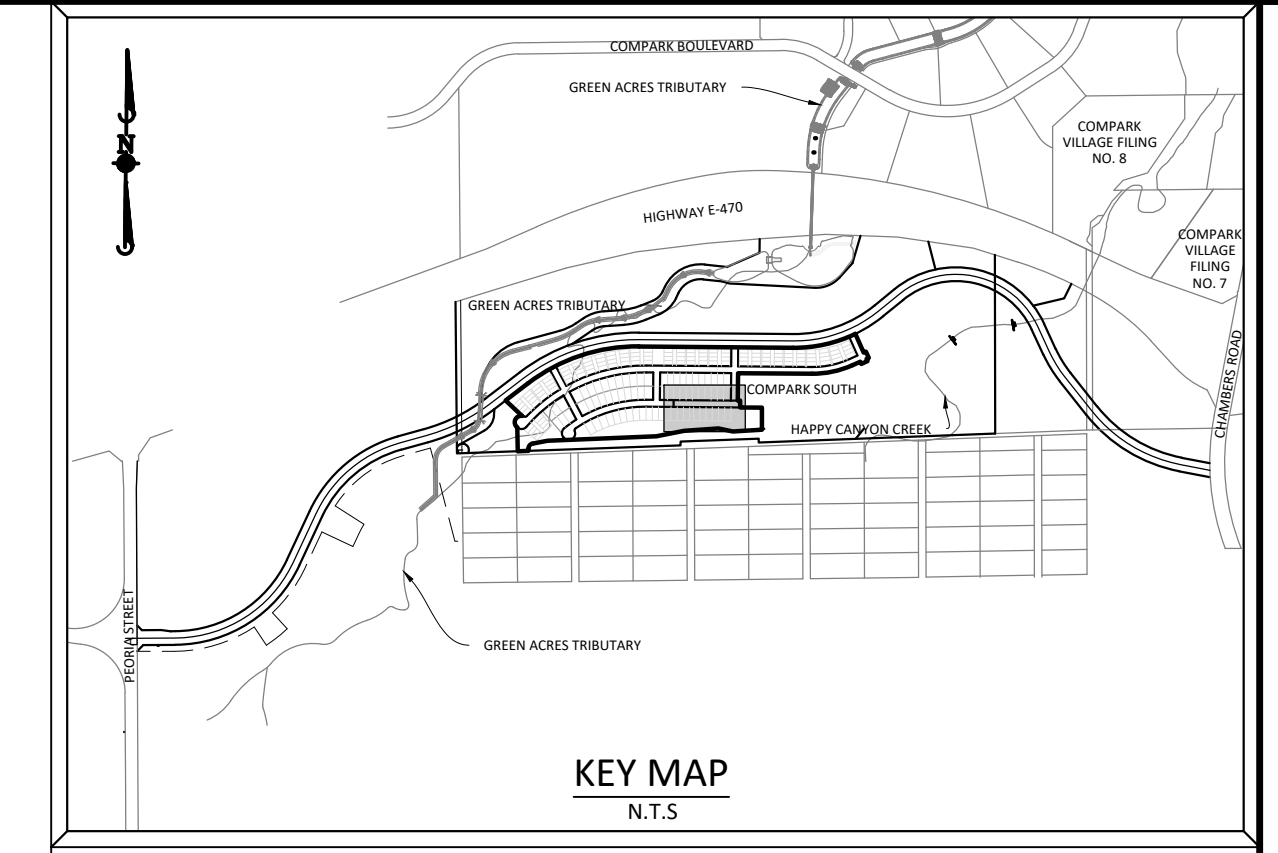 COMPARK BOULEVARD
GREEN ACRES TRIBUTARY
COMPARK
VILLAGE FILING
NO. 8
N
HIGHWAY E-470
COMPARK
VILLAGE
FILING
NO. 7
GREEN ACRES TRIBUTARY
CHAMBERS ROAD
COMPARK SOUTH
HAPPY CANYON CREEK
PEORIA STREET
GREEN ACRES TRIBUTARY
KEY MAP
N.T.S